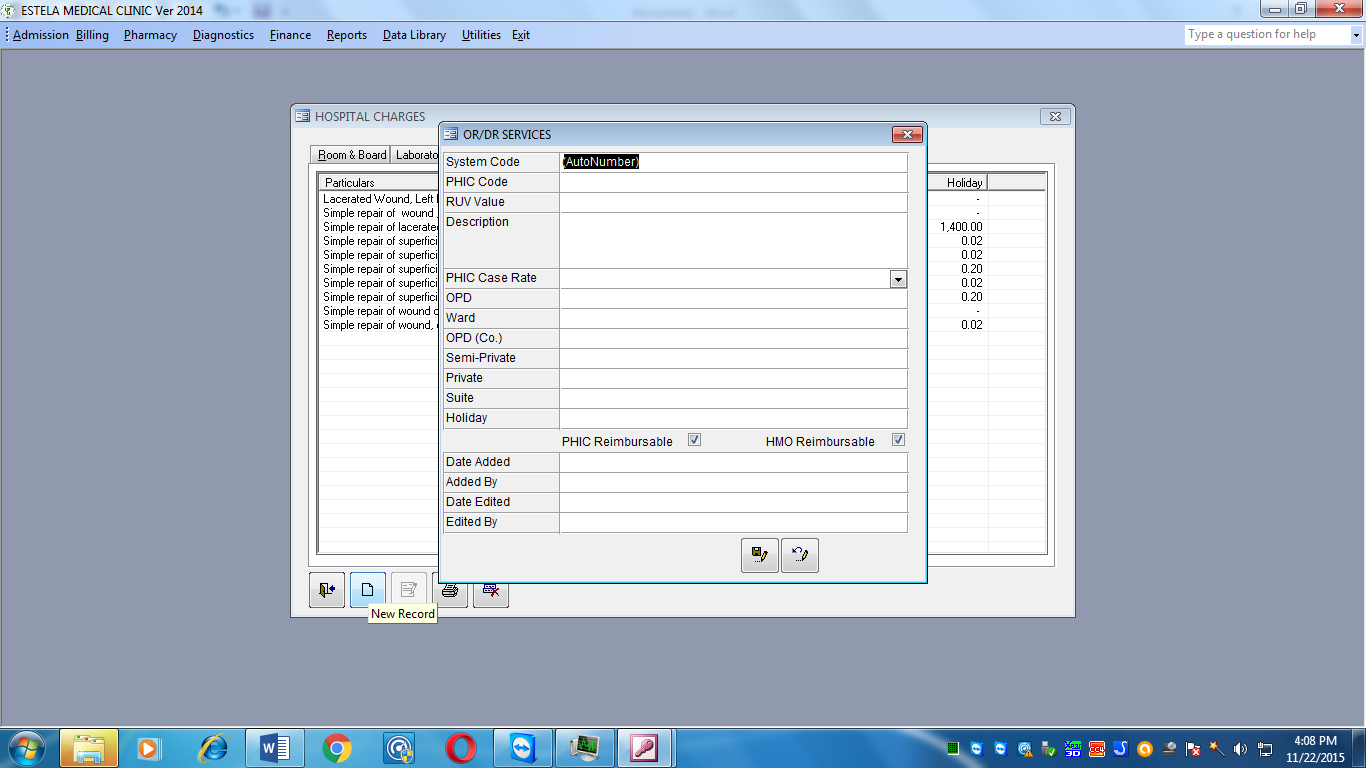 ESTELA MEDICAL CLINIC Ver 2014
Admission Billing Pharmacy Diagnostics Finance Reports Data Library Utilities Exit
Type a question for help
HOSPITAL CHARGES
Room & Board
Laborato
Particulars
Holiday
Lacerated Wound, Left
-
Simple repair of wound
-
Simple repair of lacerate
1,400.00
Simple repair of superfici
0.02
Simple repair of superfici
0.02
Simple repair of superfici
0.20
Simple repair of superfici
0.02
Simple repair of superfici
0.20
Simple repair of wound
-
Simple repair of wound,
0.02
OR/DR SERVICES
System Code (AutoNumber)
PHIC Code
RUV Value
Description
PHIC Case Rate
OPD
Ward
OPD (Co.)
Semi-Private
Private
Suite
Holiday
PHIC Reimbursable HMO Reimbursable
Date Added
Added By
Date Edited
Edited By
New Record
4:08 PM
11/22/2015